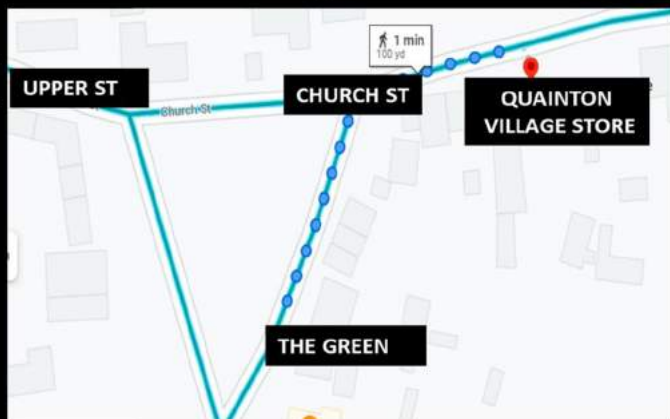 1 min
100 yd
UPPER ST
Church St
CHURCH ST
QUAINTON
VILLAGE STORE
THE GREEN